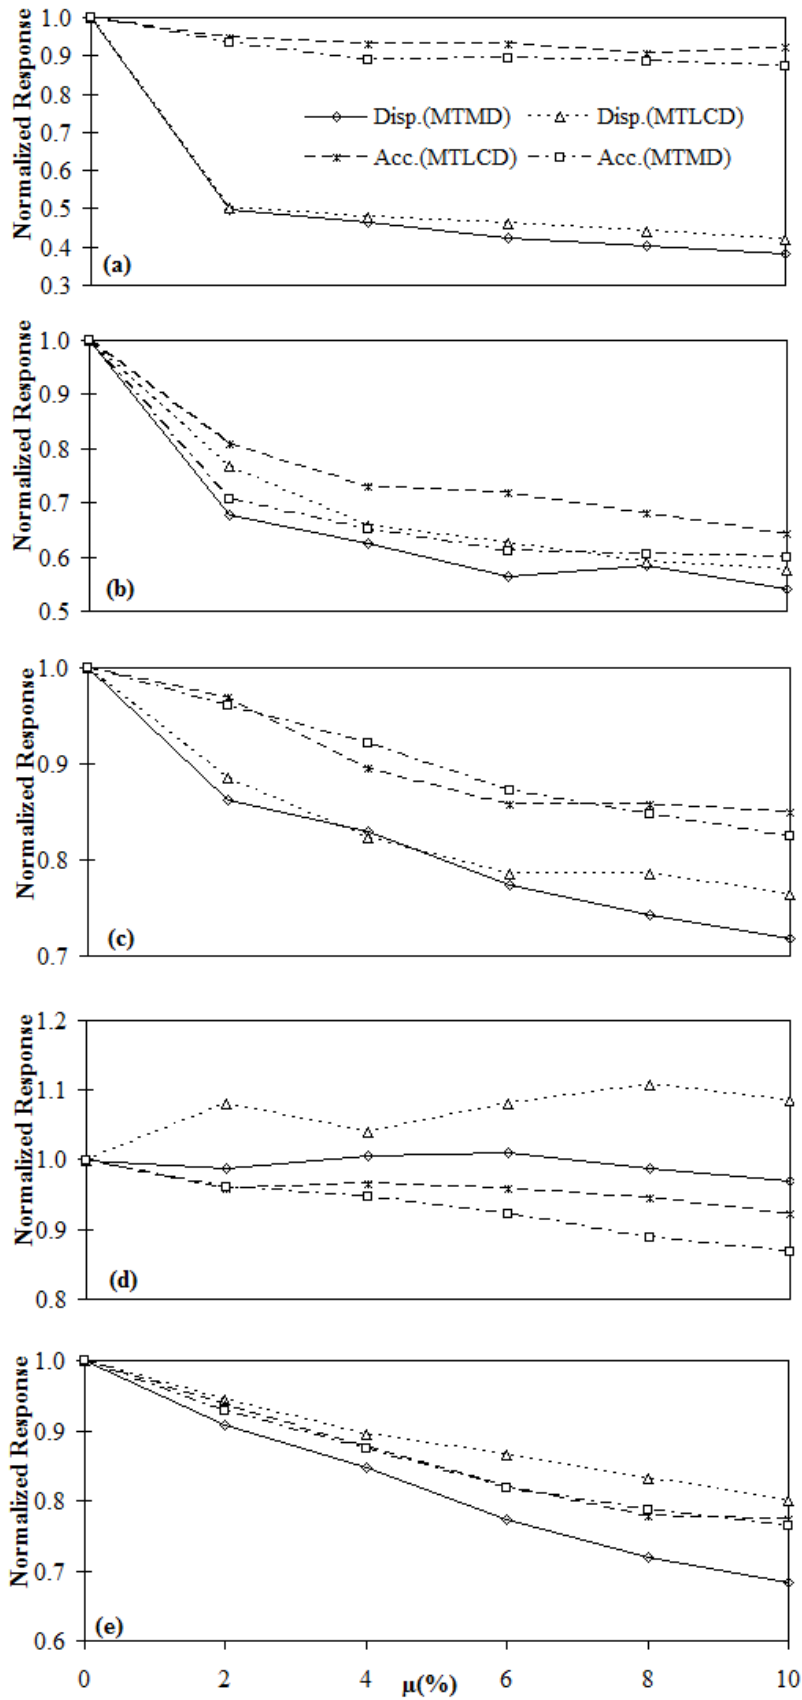 Normalized Response
1.0
0.9
0.8
0.7
0.6
0.5
0.4
0.3
Disp.(MTMD)
Disp.(MTLCD)
Acc.(MTLCD)
Acc.(MTMD)
(a)
Normalized Response
1.0
0.9
0.8
0.7
0.6
0.5
(b)
Normalized Response
1.0
0.9
0.8
0.7
(c)
Normalized Response
1.2
1.1
1.0
0.9
0.8
(d)
Normalized Response
1.0
0.9
0.8
0.7
0.6
(e)
0 2 4 6 8 10
μ(%)